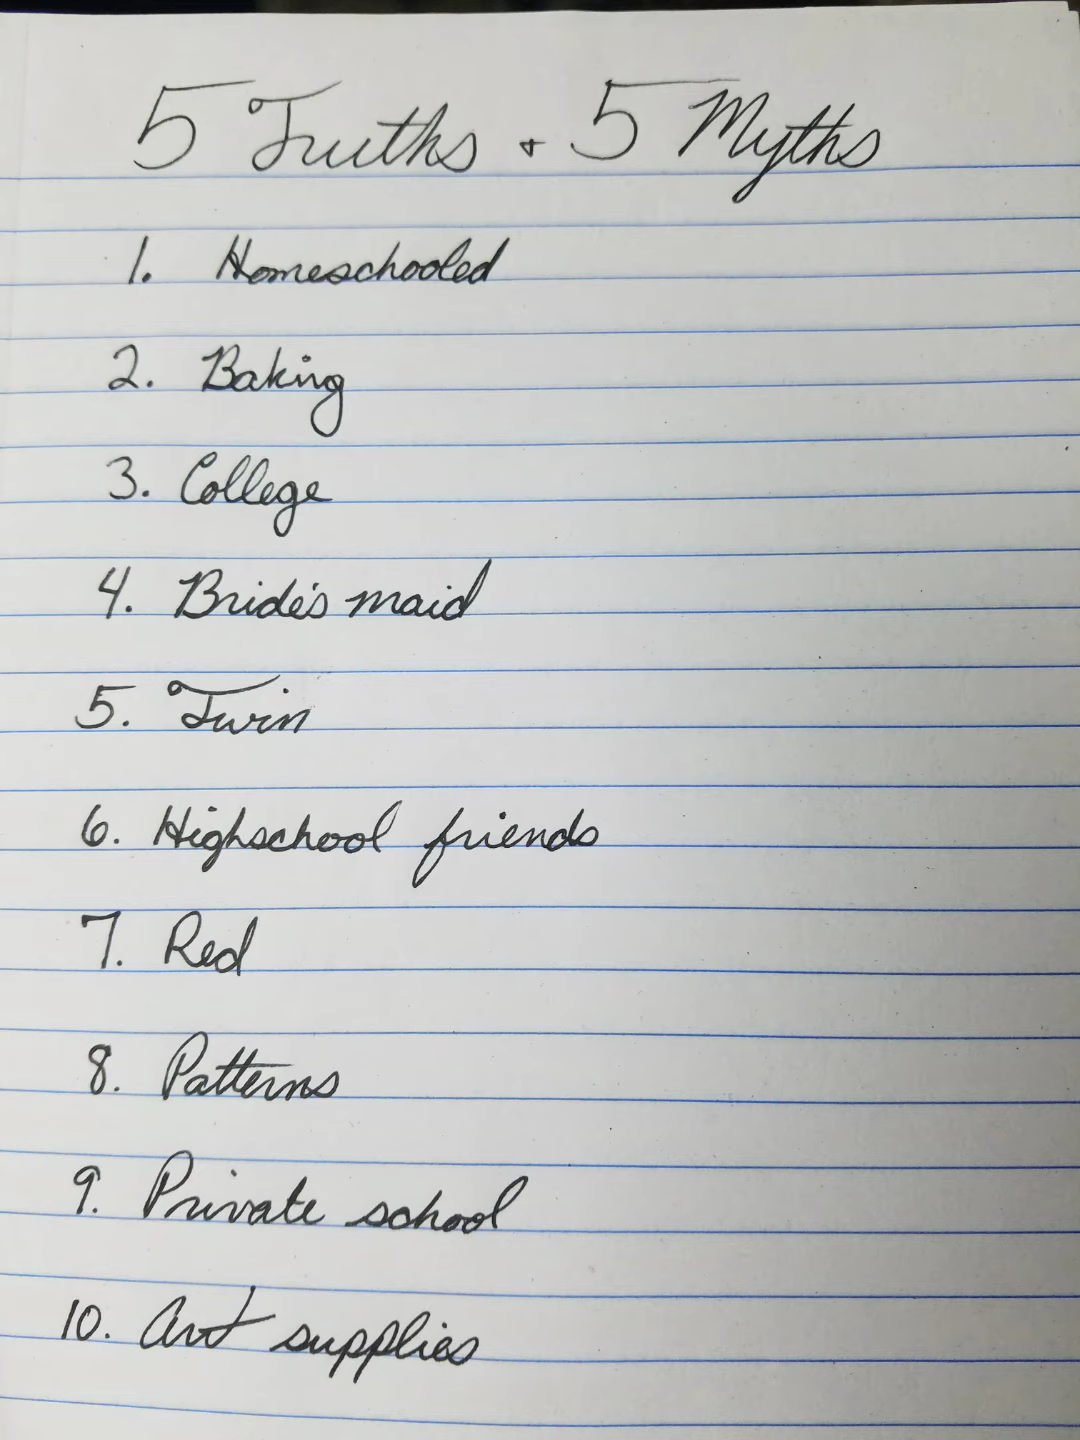 5 Truths + 5 Myths
1. Homeschooled
2. Baking
3. College
4. Bride's maid
5. Twin
6. Highschool friends
7. Red
8. Patterns
9. Private school
10. Art supplies